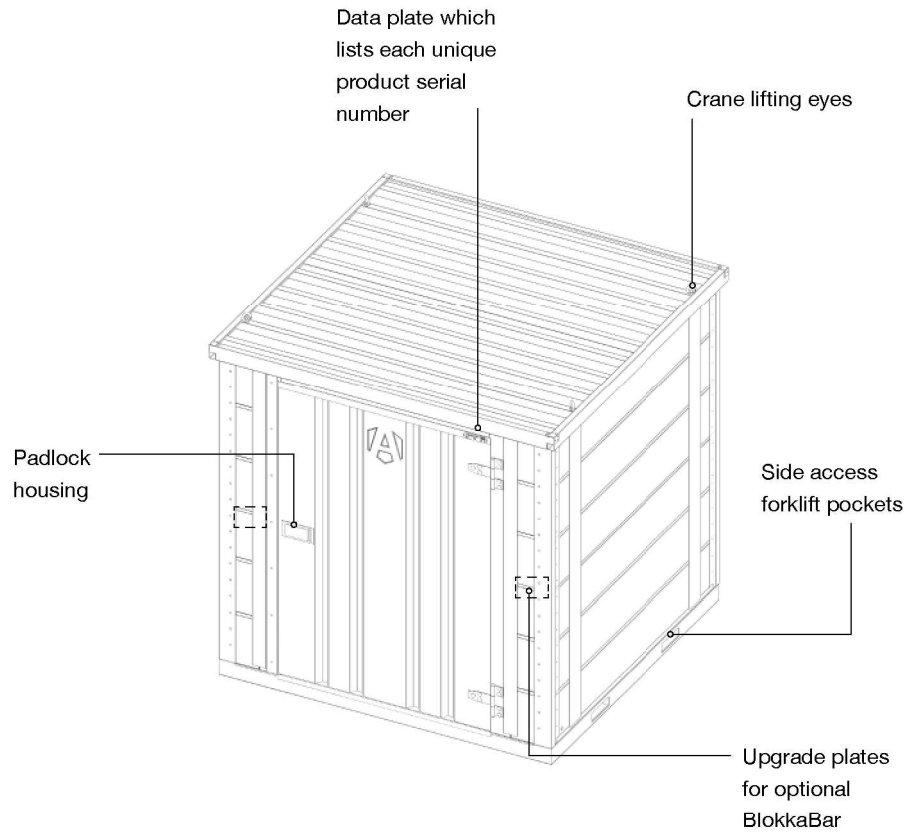 Data plate which
lists each unique
product serial
number
Crane lifting eyes
Padlock
housing
Side access
forklift pockets
Upgrade plates
for optional
BlokkaBar